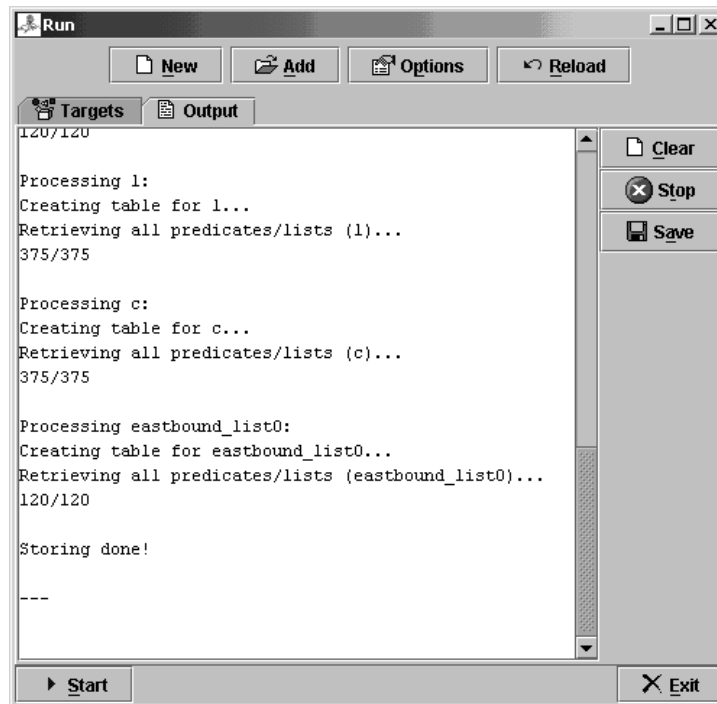 Run
New
Add
Options
Reload
Targets
Output
120/120
Processing l:
Creating table for l...
Retrieving all predicates/lists (l)...
375/375
Processing c:
Creating table for c...
Retrieving all predicates/lists (c)...
375/375
Processing eastbound_list0:
Creating table for eastbound_list0...
Retrieving all predicates/lists (eastbound_list0)...
120/120
Storing done!
---
Clear
Stop
Save
Start
Exit